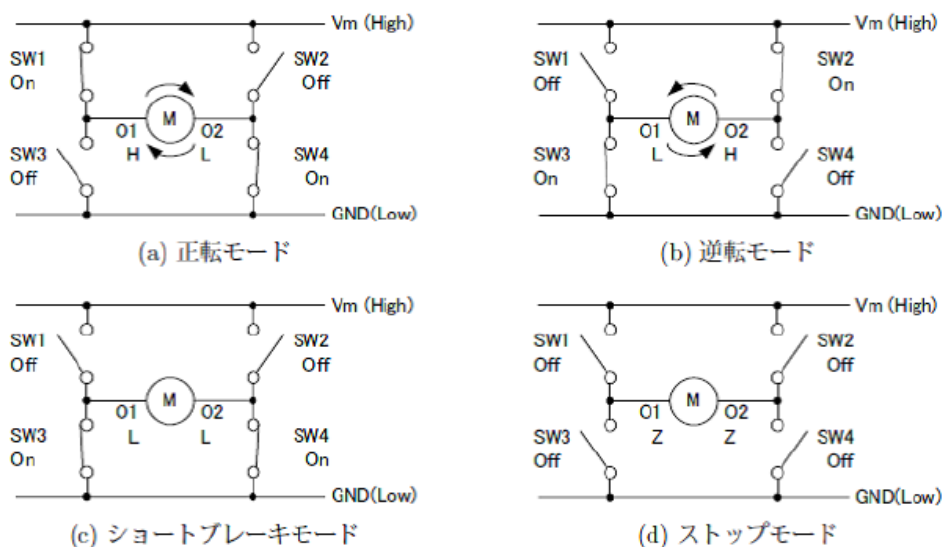 Vm (High)
SW1
On
SW2
Off
M
O1
O2
H
L
SW3
Off
SW4
On
GND(Low)
(a) 正転モード
Vm (High)
SW1
Off
SW2
On
M
O1
O2
L
H
SW3
On
SW4
Off
GND(Low)
(b) 逆転モード
Vm (High)
SW1
Off
SW2
Off
M
O1
O2
L
L
SW3
On
SW4
On
GND(Low)
(c) ショートブレーキモード
Vm (High)
SW1
Off
SW2
Off
M
O1
O2
Z
Z
SW3
Off
SW4
Off
GND(Low)
(d) ストップモード